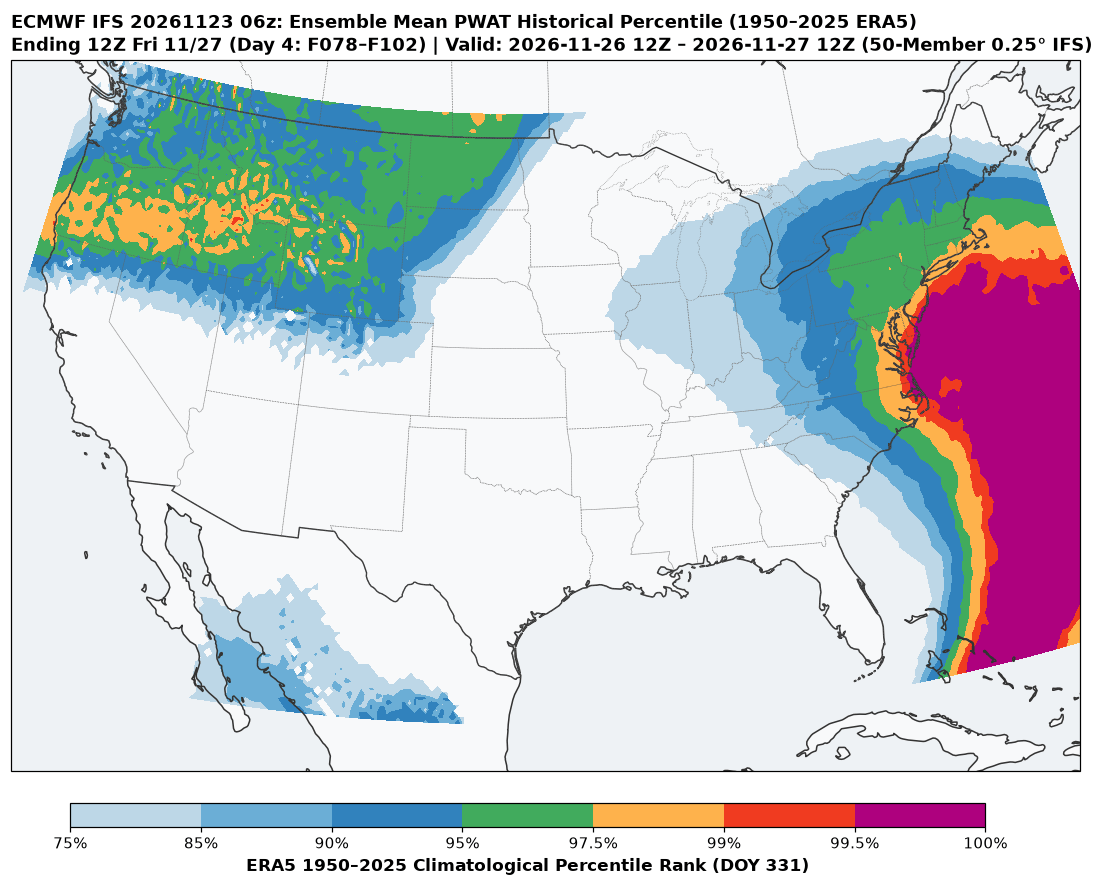 ECMWF IFS 20261123 06z: Ensemble Mean PWAT Historical Percentile (1950–2025 ERA5)
Ending 12Z Fri 11/27 (Day 4: F078–F102) | Valid: 2026-11-26 12Z – 2026-11-27 12Z (50-Member 0.25° IFS)
75% 85% 90% 95% 97.5% 99% 99.5% 100%
ERA5 1950–2025 Climatological Percentile Rank (DOY 331)